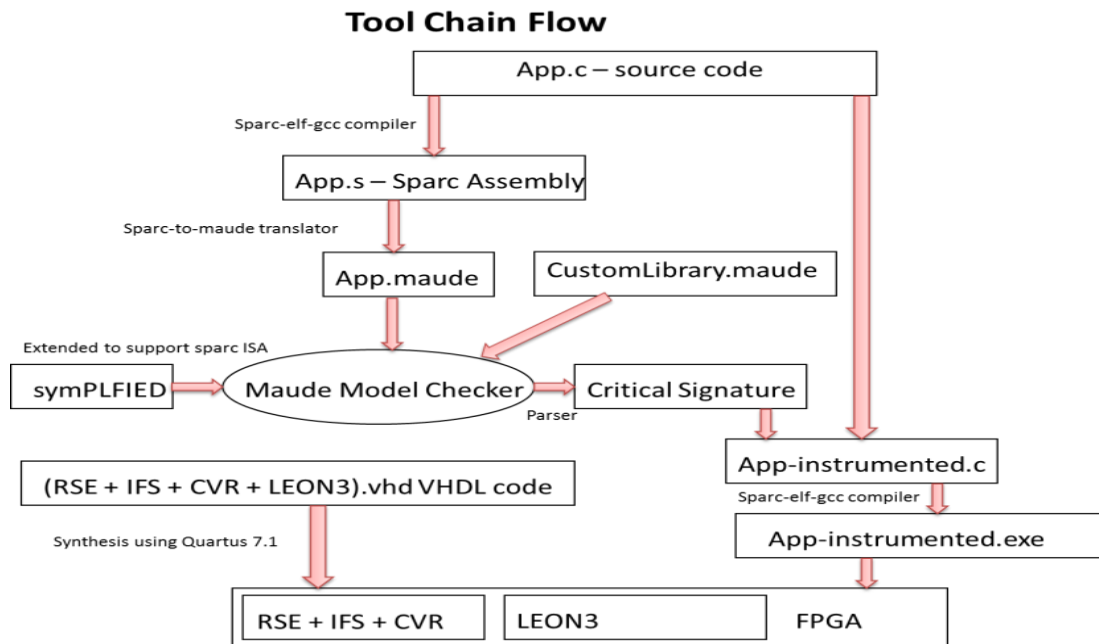 Tool Chain Flow
App.c – source code
Sparc-elf-gcc compiler
App.s – Sparc Assembly
Sparc-to-maude translator
App.maude
CustomLibrary.maude
Extended to support sparc ISA
symPLFIED
Maude Model Checker
Critical Signature
Parser
App-instrumented.c
(RSE + IFS + CVR + LEON3).vhd VHDL code
Sparc-elf-gcc compiler
Synthesis using Quartus 7.1
App-instrumented.exe
RSE + IFS + CVR
LEON3
FPGA